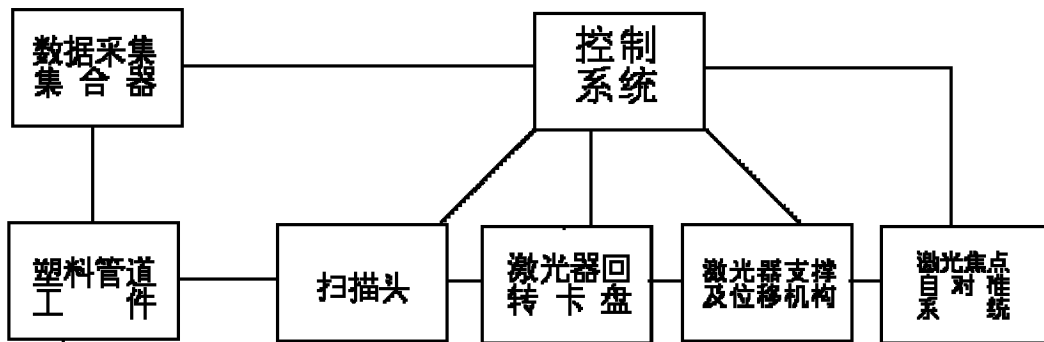 数据采集
集合器
控制
系统
塑料管道
工件
扫描头
激光器回
转卡盘
激光器支撑
及位移机构
激光焦点
自对准
系统